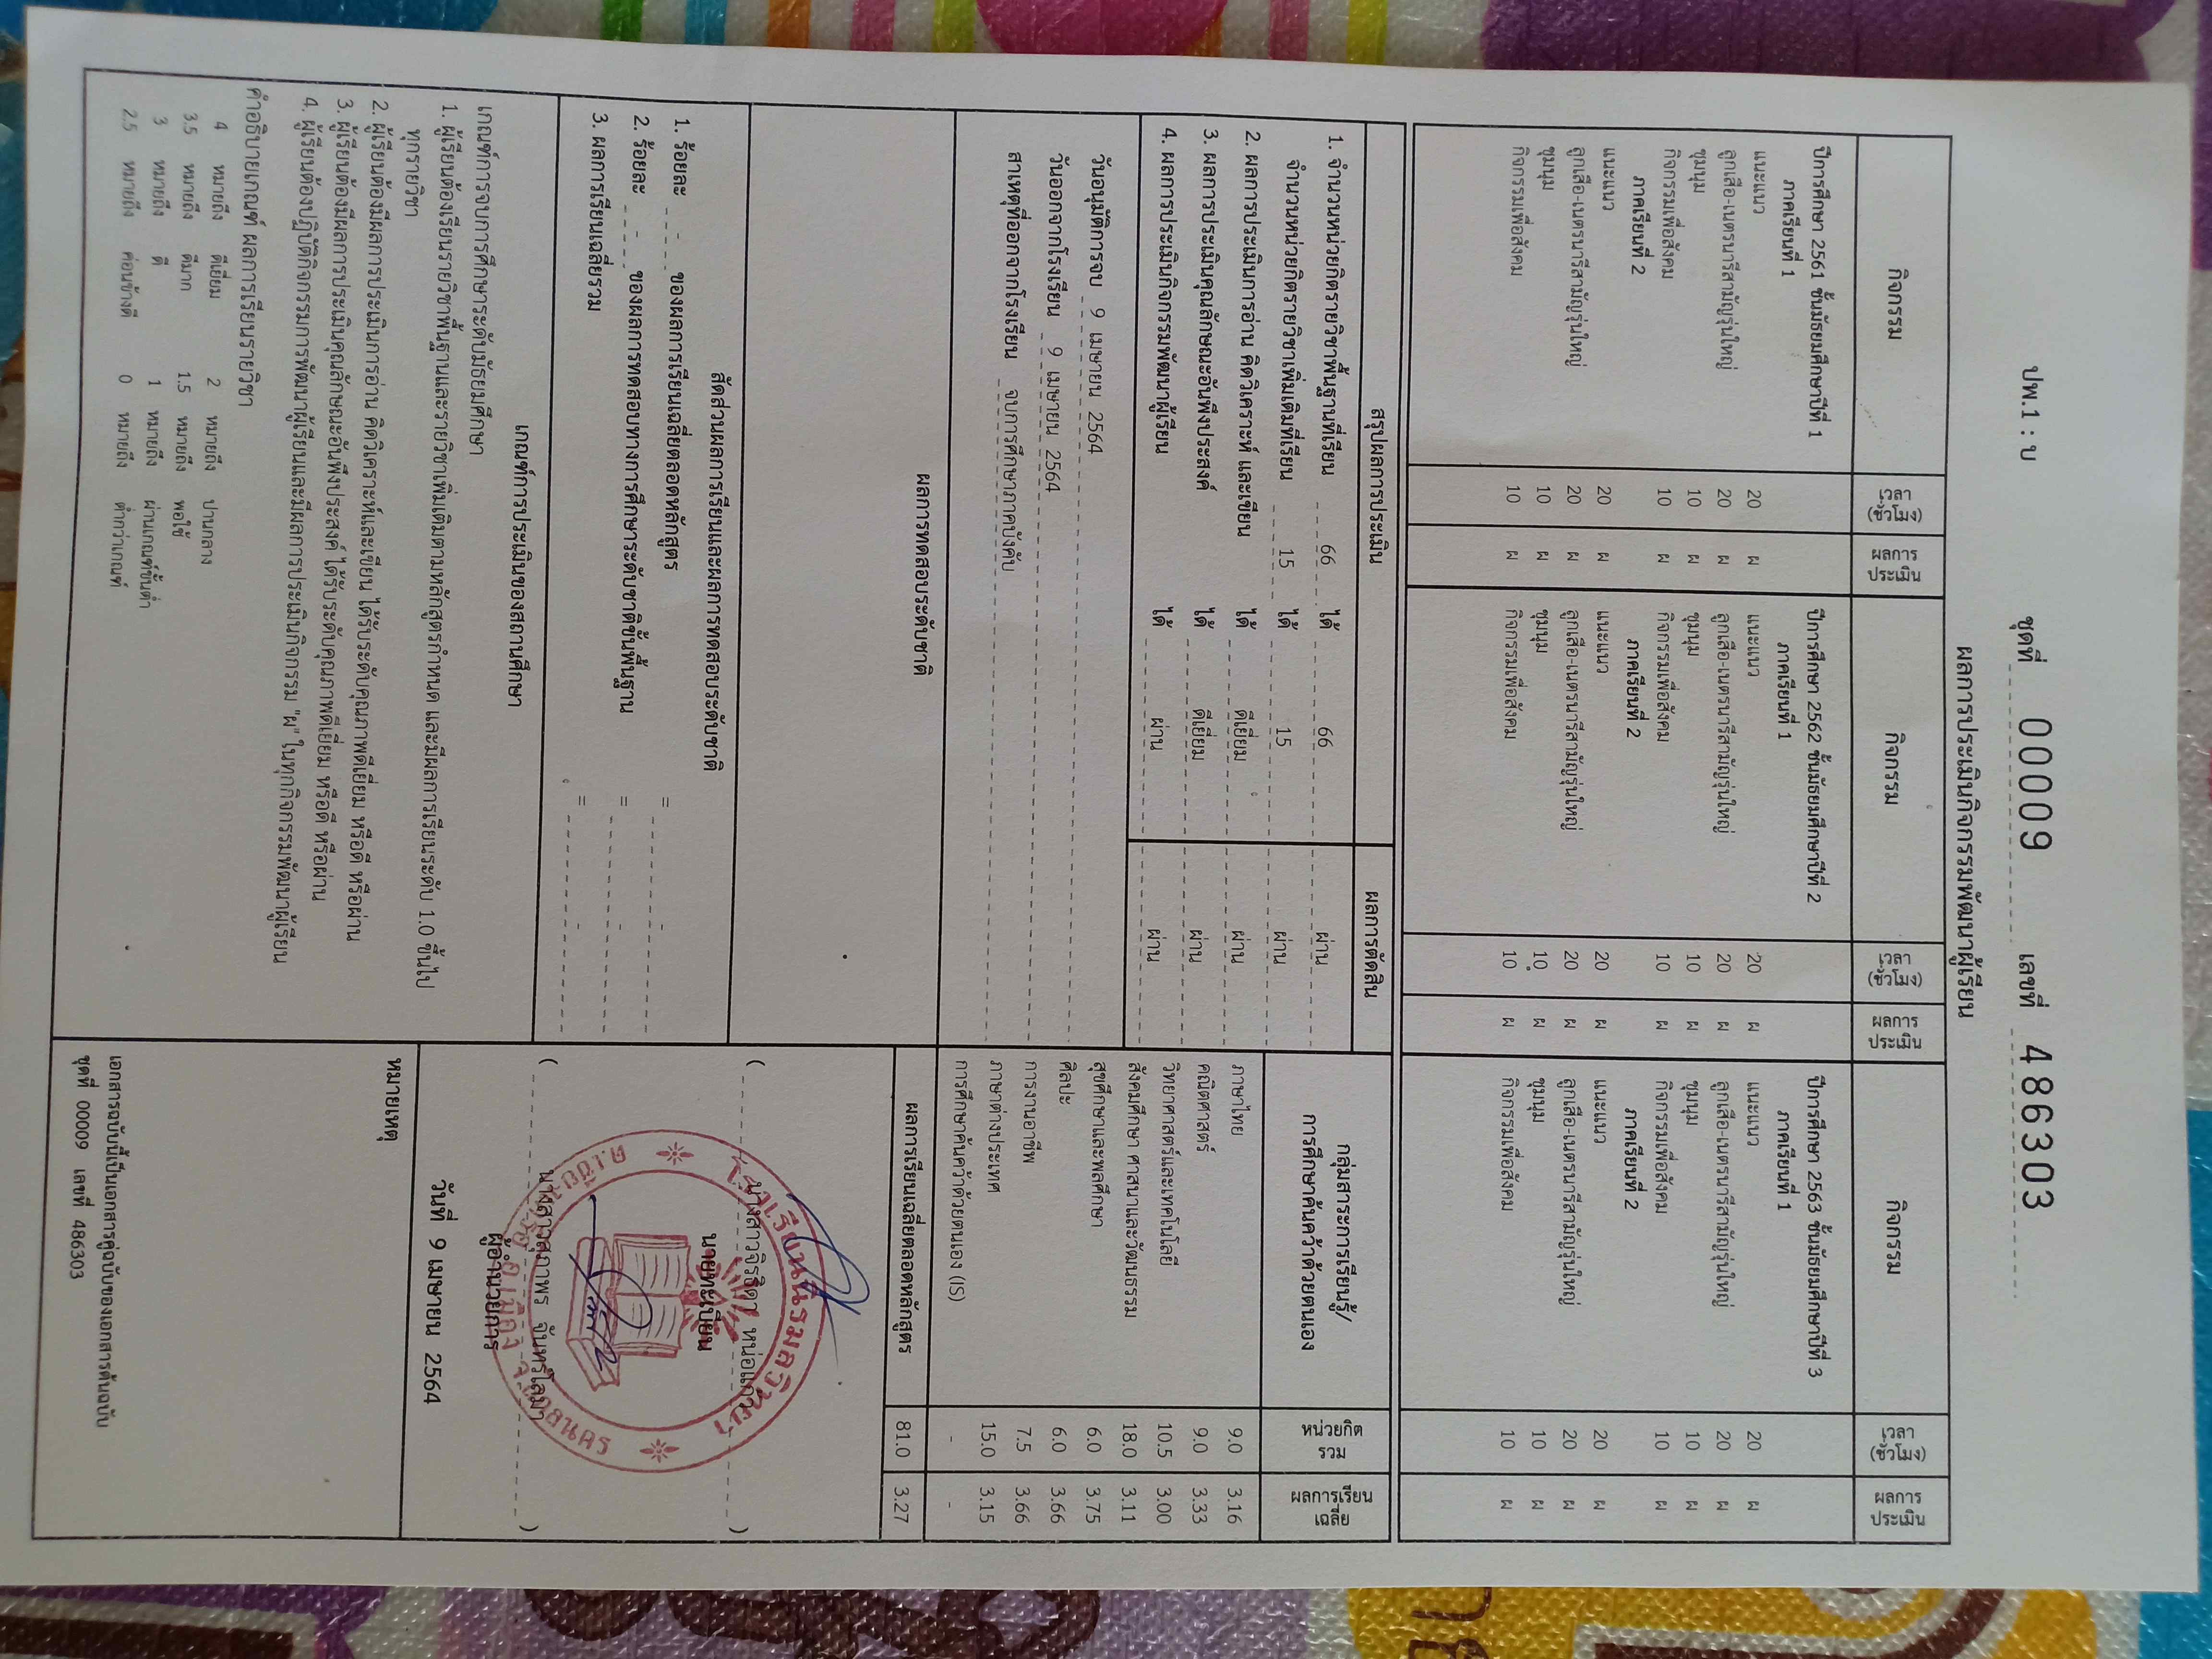 ปพ.1 : บ
ชุดที่ 00009 เลขที่ 486303
ผลการประเมินกิจกรรมพัฒนาผู้เรียน
กิจกรรม เวลา (ชั่วโมง) ผลการประเมิน กิจกรรม เวลา (ชั่วโมง) ผลการประเมิน กิจกรรม เวลา (ชั่วโมง) ผลการประเมิน
ปีการศึกษา 2561 ชั้นมัธยมศึกษาปีที่ 1 ปีการศึกษา 2562 ชั้นมัธยมศึกษาปีที่ 2 ปีการศึกษา 2563 ชั้นมัธยมศึกษาปีที่ 3
ภาคเรียนที่ 1 ภาคเรียนที่ 1 ภาคเรียนที่ 1
แนะแนว 20 ผ แนะแนว 20 ผ แนะแนว 20 ผ
ลูกเสือ-เนตรนารีสามัญรุ่นใหญ่ 20 ผ ลูกเสือ-เนตรนารีสามัญรุ่นใหญ่ 20 ผ ลูกเสือ-เนตรนารีสามัญรุ่นใหญ่ 20 ผ
ชุมนุม 10 ผ ชุมนุม 10 ผ ชุมนุม 10 ผ
กิจกรรมเพื่อสังคม 10 ผ กิจกรรมเพื่อสังคม 10 ผ กิจกรรมเพื่อสังคม 10 ผ
ภาคเรียนที่ 2 ภาคเรียนที่ 2 ภาคเรียนที่ 2
แนะแนว 20 ผ แนะแนว 20 ผ แนะแนว 20 ผ
ลูกเสือ-เนตรนารีสามัญรุ่นใหญ่ 20 ผ ลูกเสือ-เนตรนารีสามัญรุ่นใหญ่ 20 ผ ลูกเสือ-เนตรนารีสามัญรุ่นใหญ่ 20 ผ
ชุมนุม 10 ผ ชุมนุม 10 ผ ชุมนุม 10 ผ
กิจกรรมเพื่อสังคม 10 ผ กิจกรรมเพื่อสังคม 10 ผ กิจกรรมเพื่อสังคม 10 ผ
สรุปผลการประเมิน ผลการตัดสิน
1. จำนวนหน่วยกิตรายวิชาพื้นฐานที่เรียน 66 ได้ 66 ผ่าน
จำนวนหน่วยกิตรายวิชาเพิ่มเติมที่เรียน 15 ได้ 15 ผ่าน
2. ผลการประเมินการอ่าน คิดวิเคราะห์ และเขียน ได้ ดีเยี่ยม ผ่าน
3. ผลการประเมินคุณลักษณะอันพึงประสงค์ ได้ ดีเยี่ยม ผ่าน
4. ผลการประเมินกิจกรรมพัฒนาผู้เรียน ได้ ผ่าน ผ่าน
วันอนุมัติการจบ 9 เมษายน 2564
วันออกจากโรงเรียน 9 เมษายน 2564
สาเหตุที่ออกจากโรงเรียน จบการศึกษาภาคบังคับ
ผลการทดสอบระดับชาติ
สัดส่วนผลการเรียนและผลการทดสอบระดับชาติ
1. ร้อยละ - ของผลการเรียนเฉลี่ยตลอดหลักสูตร = -
2. ร้อยละ - ของผลการทดสอบทางการศึกษาระดับชาติขั้นพื้นฐาน = -
3. ผลการเรียนเฉลี่ยรวม = -
เกณฑ์การประเมินของสถานศึกษา
เกณฑ์การจบการศึกษาระดับมัธยมศึกษา
1. ผู้เรียนต้องเรียนรายวิชาพื้นฐานและรายวิชาเพิ่มเติมตามหลักสูตรกำหนด และมีผลการเรียนระดับ 1.0 ขึ้นไป
ทุกรายวิชา
2. ผู้เรียนต้องมีผลการประเมินการอ่าน คิดวิเคราะห์และเขียน ได้รับระดับคุณภาพดีเยี่ยม หรือดี หรือผ่าน
3. ผู้เรียนต้องมีผลการประเมินคุณลักษณะอันพึงประสงค์ ได้รับระดับคุณภาพดีเยี่ยม หรือดี หรือผ่าน
4. ผู้เรียนต้องปฏิบัติกิจกรรมการพัฒนาผู้เรียนและมีผลการประเมินกิจกรรม "ผ" ในทุกกิจกรรมพัฒนาผู้เรียน
คำอธิบายเกณฑ์ ผลการเรียนรายวิชา
4 หมายถึง ดีเยี่ยม 2 หมายถึง ปานกลาง
3.5 หมายถึง ดีมาก 1.5 หมายถึง พอใช้
3 หมายถึง ดี 1 หมายถึง ผ่านเกณฑ์ขั้นต่ำ
2.5 หมายถึง ค่อนข้างดี 0 หมายถึง ต่ำกว่าเกณฑ์
กลุ่มสาระการเรียนรู้/ การศึกษาค้นคว้าด้วยตนเอง หน่วยกิตรวม ผลการเรียนเฉลี่ย
ภาษาไทย 9.0 3.16
คณิตศาสตร์ 9.0 3.33
วิทยาศาสตร์และเทคโนโลยี 10.5 3.00
สังคมศึกษา ศาสนาและวัฒนธรรม 18.0 3.11
สุขศึกษาและพลศึกษา 6.0 3.75
ศิลปะ 6.0 3.66
การงานอาชีพ 7.5 3.66
ภาษาต่างประเทศ 15.0 3.15
การศึกษาค้นคว้าด้วยตนเอง (IS) - -
ผลการเรียนเฉลี่ยตลอดหลักสูตร 81.0 3.27
( นางสาวจิรธิดา หน่อแก้ว )
นายทะเบียน
( นางสาวสุภาพร จันทร์โสมา )
ผู้อำนวยการ
วันที่ 9 เมษายน 2564
หมายเหตุ
เอกสารฉบับนี้เป็นเอกสารคู่ฉบับของเอกสารต้นฉบับ
ชุดที่ 00009 เลขที่ 486303